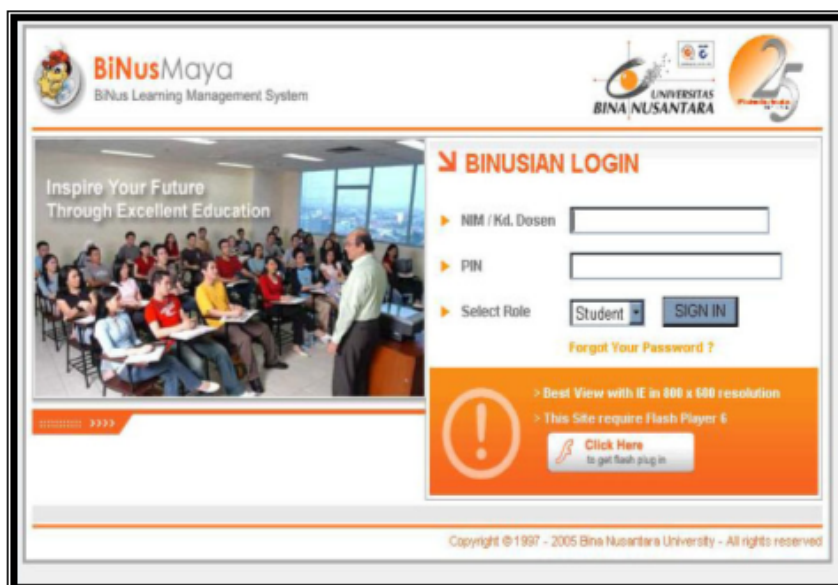 BiNusMaya
BiNus Learning Management System
UNIVERSITAS
BINA NUSANTARA
25
Inspire Your Future
Through Excellent Education
BINUSIAN LOGIN
NIM / Kd. Dosen
PIN
Select Role
Student
SIGN IN
Forgot Your Password ?
> Best View with IE in 800 x 600 resolution
> This Site require Flash Player 6
Click Here
to get flash plug in
>>>>
Copyright © 1997 - 2005 Bina Nusantara University - All rights reserved